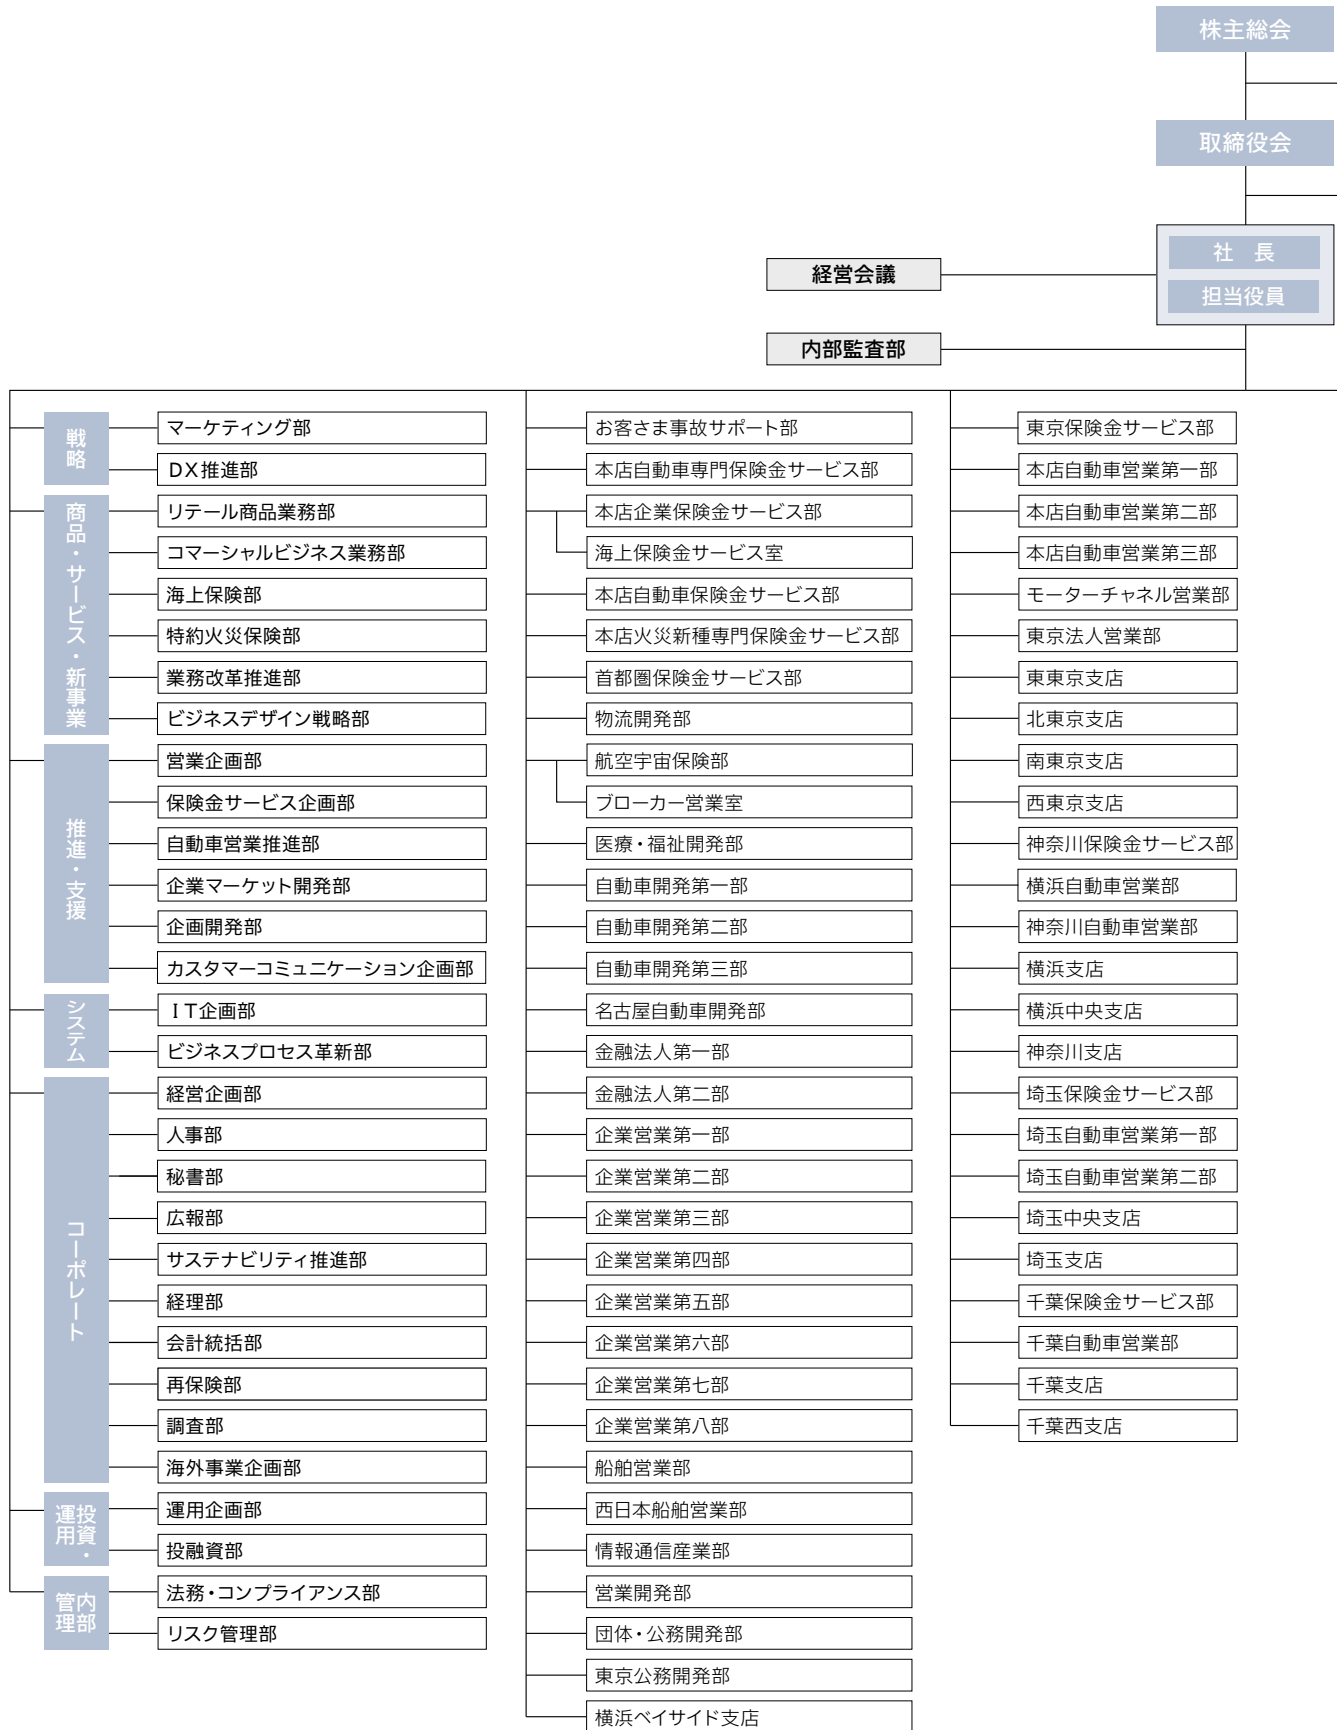 株主総会
取締役会
社　長
担当役員
経営会議
内部監査部
戦略
マーケティング部
DX推進部
商品・サービス・新事業
リテール商品業務部
コマーシャルビジネス業務部
海上保険部
特約火災保険部
業務改革推進部
ビジネスデザイン戦略部
推進・支援
営業企画部
保険金サービス企画部
自動車営業推進部
企業マーケット開発部
企画開発部
カスタマーコミュニケーション企画部
システム
IT企画部
ビジネスプロセス革新部
コーポレート
経営企画部
人事部
秘書部
広報部
サステナビリティ推進部
経理部
会計統括部
再保険部
調査部
海外事業企画部
投資・
運用
運用企画部
投融資部
内部
管理
法務・コンプライアンス部
リスク管理部
お客さま事故サポート部
本店自動車専門保険金サービス部
本店企業保険金サービス部
海上保険金サービス室
本店自動車保険金サービス部
本店火災新種専門保険金サービス部
首都圏保険金サービス部
物流開発部
航空宇宙保険部
ブローカー営業室
医療・福祉開発部
自動車開発第一部
自動車開発第二部
自動車開発第三部
名古屋自動車開発部
金融法人第一部
金融法人第二部
企業営業第一部
企業営業第二部
企業営業第三部
企業営業第四部
企業営業第五部
企業営業第六部
企業営業第七部
企業営業第八部
船舶営業部
西日本船舶営業部
情報通信産業部
営業開発部
団体・公務開発部
東京公務開発部
横浜ベイサイド支店
東京保険金サービス部
本店自動車営業第一部
本店自動車営業第二部
本店自動車営業第三部
モーターチャネル営業部
東京法人営業部
東東京支店
北東京支店
南東京支店
西東京支店
神奈川保険金サービス部
横浜自動車営業部
神奈川自動車営業部
横浜支店
横浜中央支店
神奈川支店
埼玉保険金サービス部
埼玉自動車営業第一部
埼玉自動車営業第二部
埼玉中央支店
埼玉支店
千葉保険金サービス部
千葉自動車営業部
千葉支店
千葉西支店